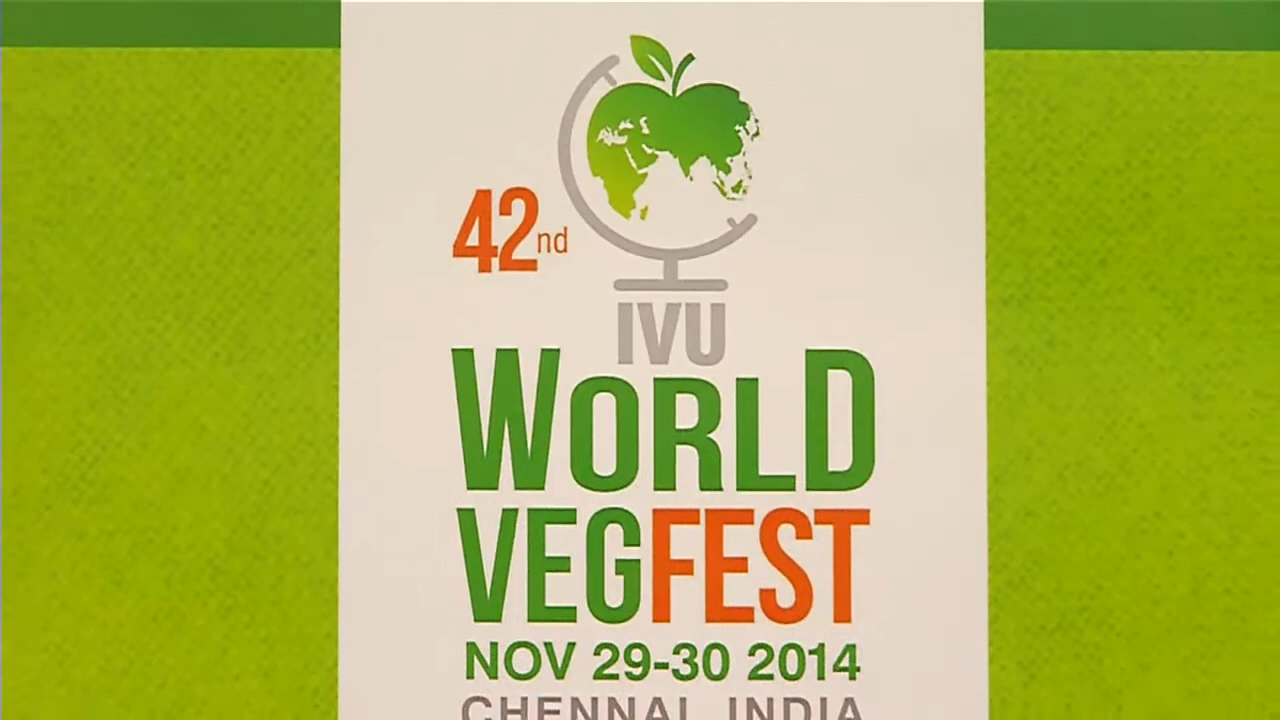 42nd
IVU
WORLD
VEGFEST
NOV 29-30 2014
CHENNAI, INDIA